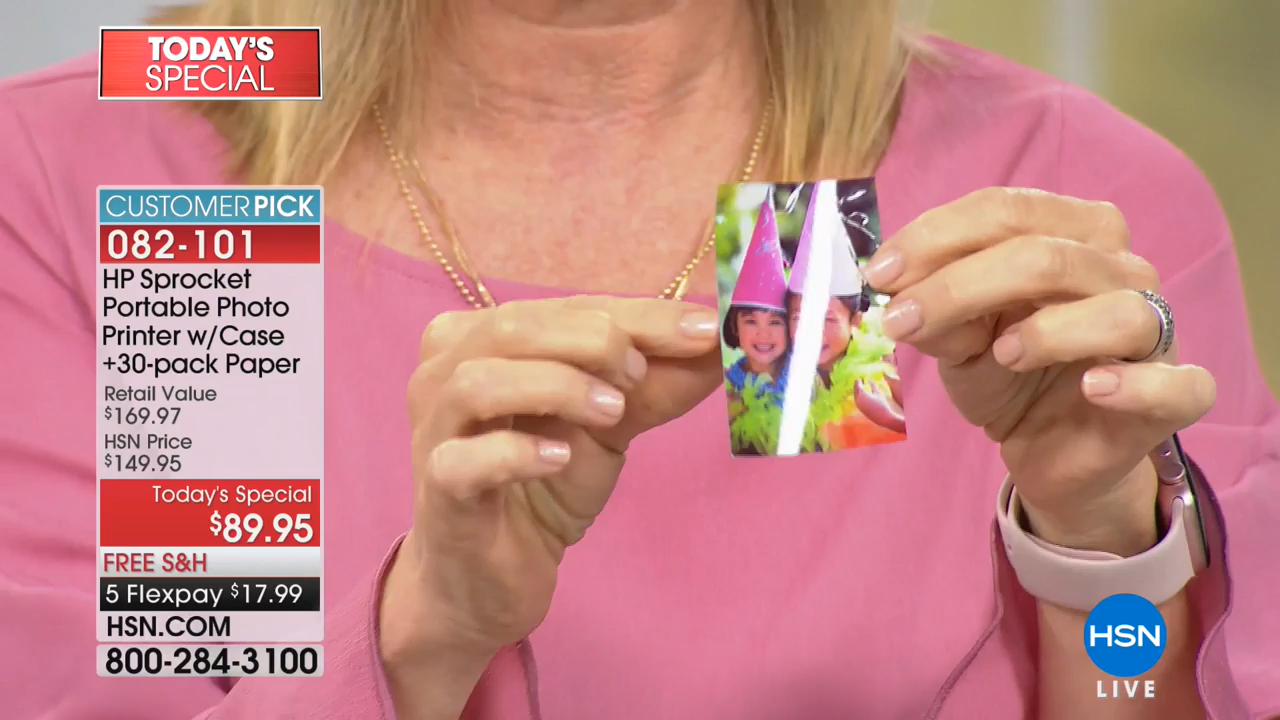 TODAY'S
SPECIAL
CUSTOMER PICK
082-101
HP Sprocket
Portable Photo
Printer w/Case
+30-pack Paper
Retail Value
$169.97
HSN Price
$149.95
Today's Special
$89.95
FREE S&H
5 Flexpay $17.99
HSN.COM
800-284-3100
HSN
LIVE